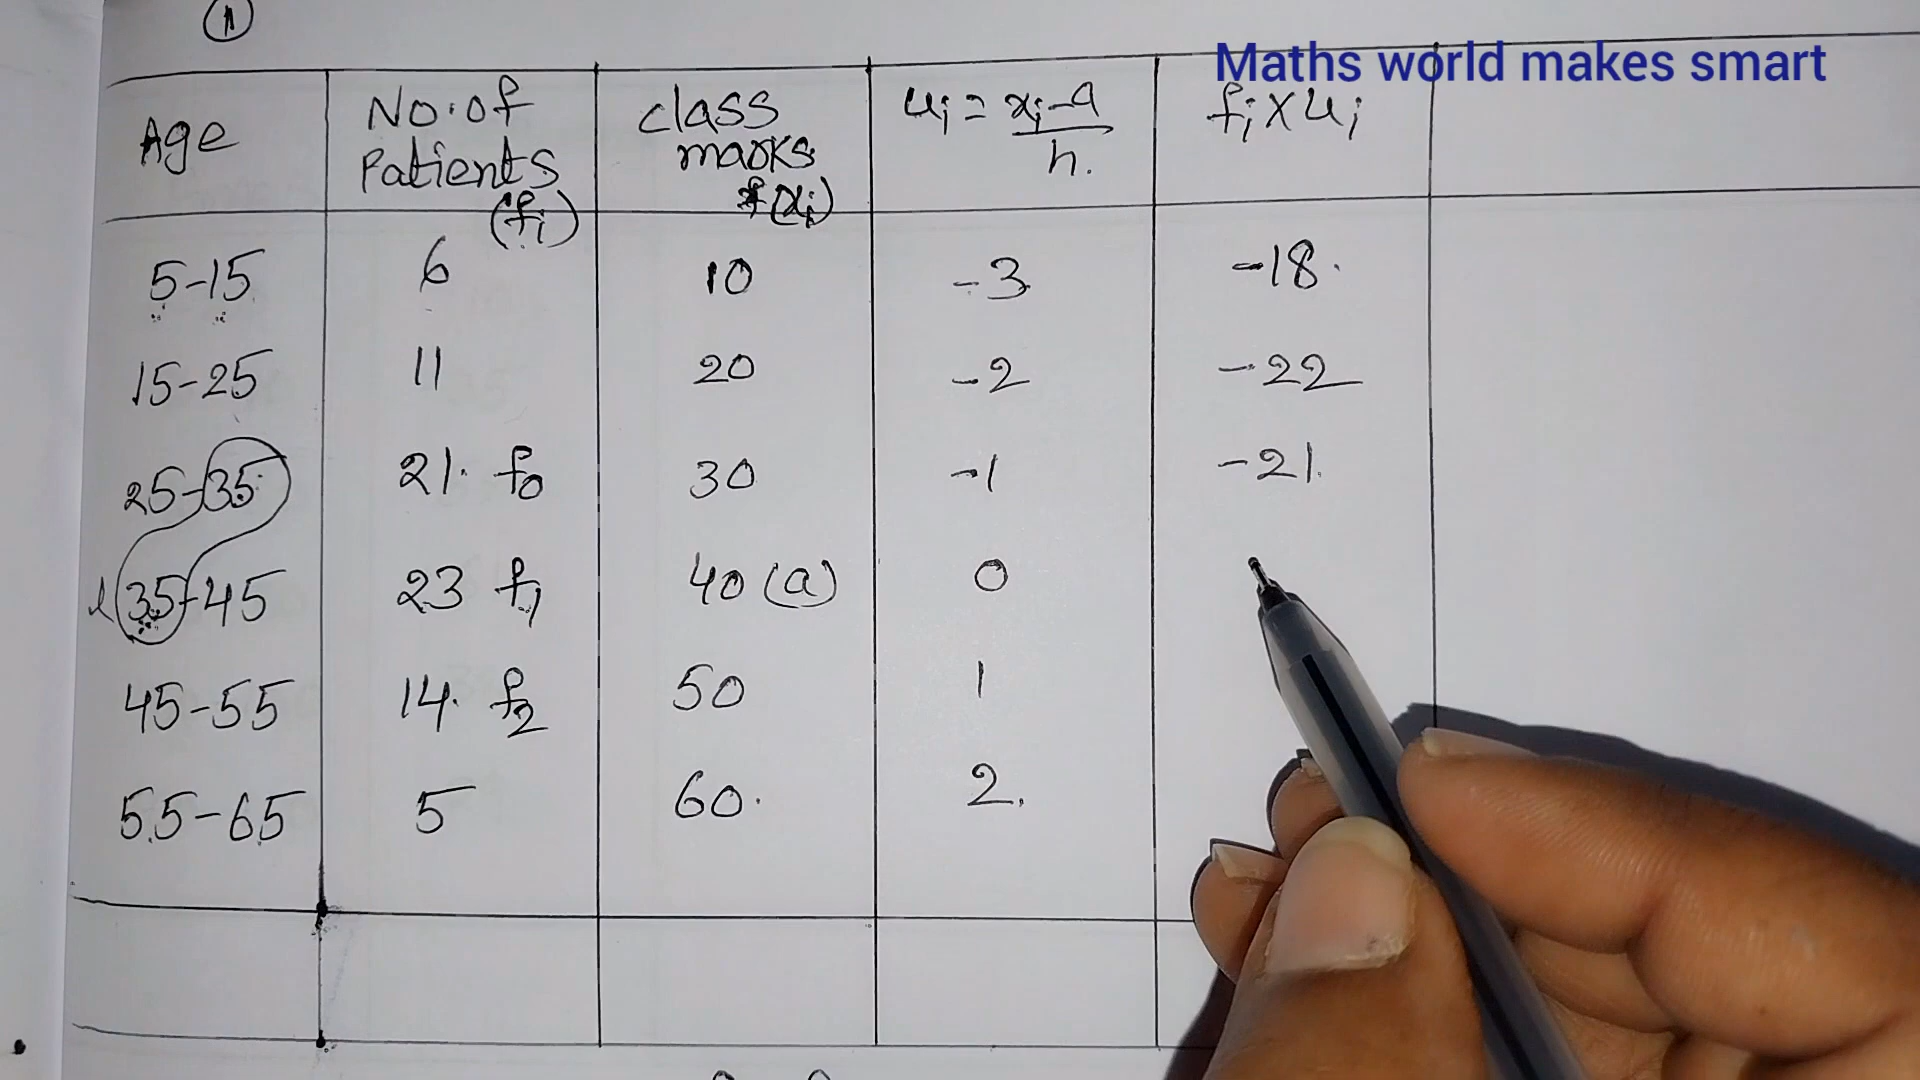 ①
Maths world makes smart
Age No. of Patients (fi) class marks (xi) ui = xi-a/h. fi×ui
5-15 6 10 -3 -18.
15-25 11 20 -2 -22
25-35 21. f0 30 -1 -21.
l 35-45 23 f1 40 (a) 0
45-55 14. f2 50 1
55-65 5 60. 2.